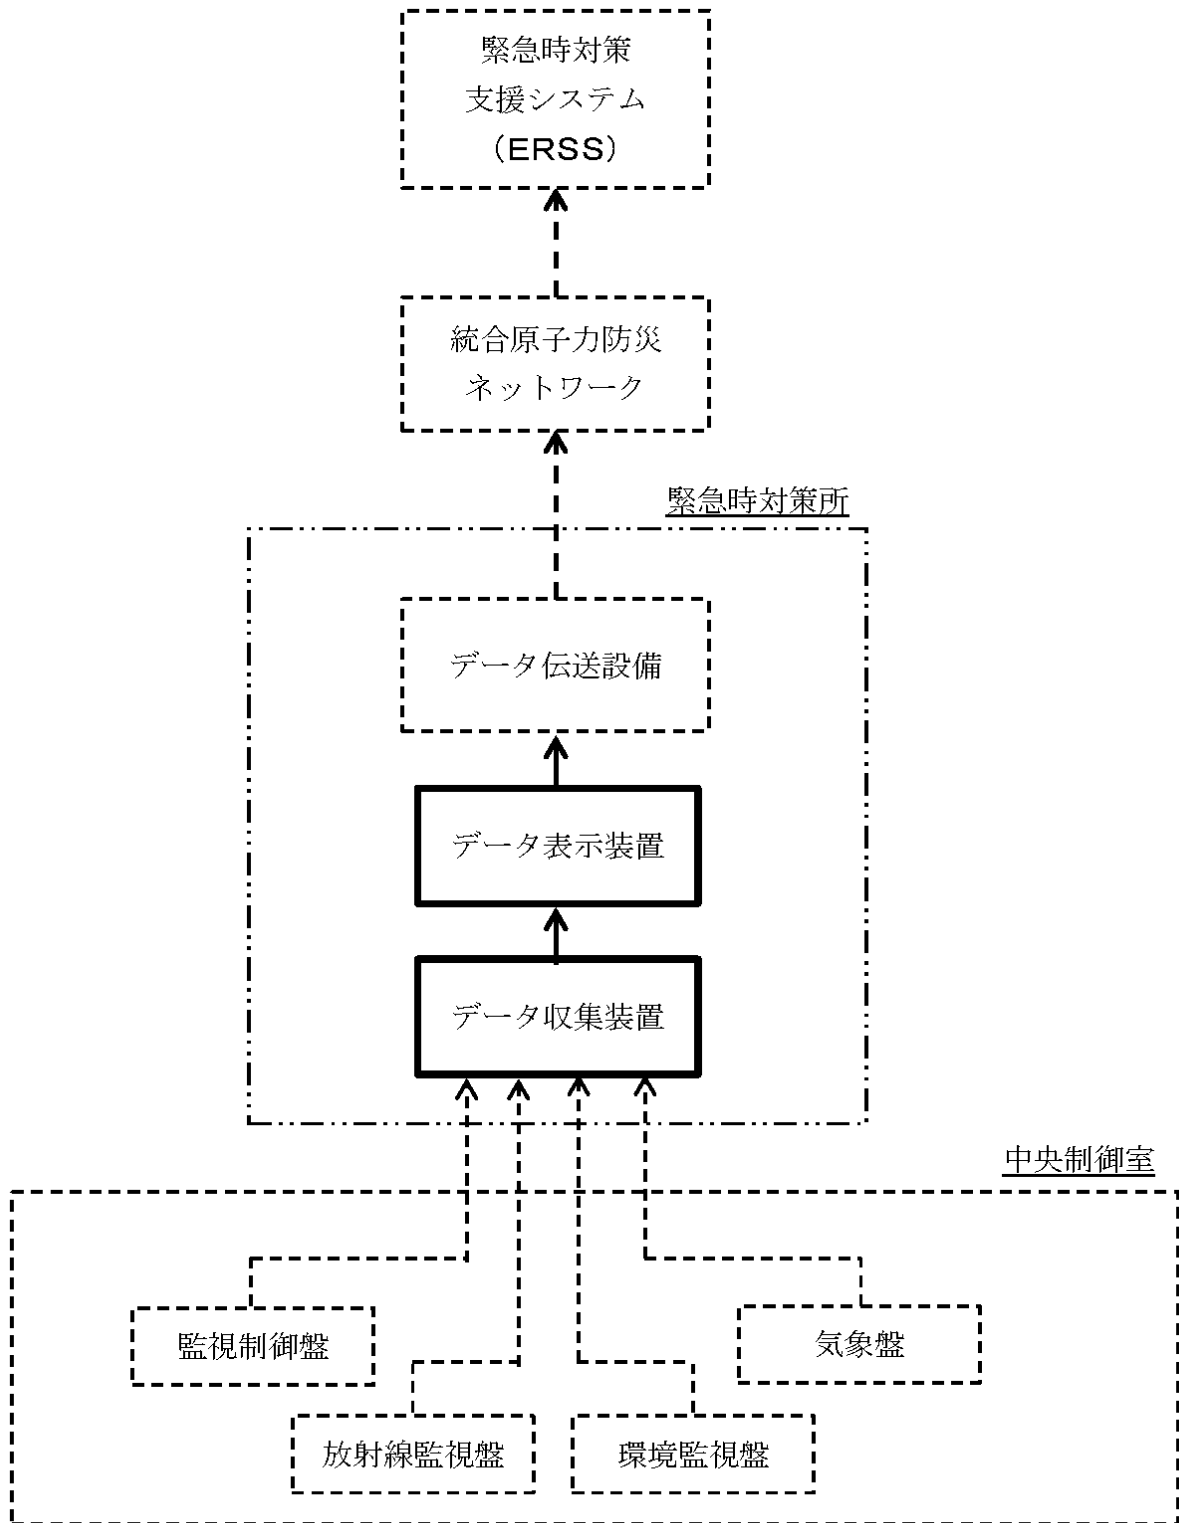 緊急時対策
支援システム
（ERSS）
統合原子力防災
ネットワーク
緊急時対策所
データ伝送設備
データ表示装置
データ収集装置
中央制御室
監視制御盤
気象盤
放射線監視盤
環境監視盤